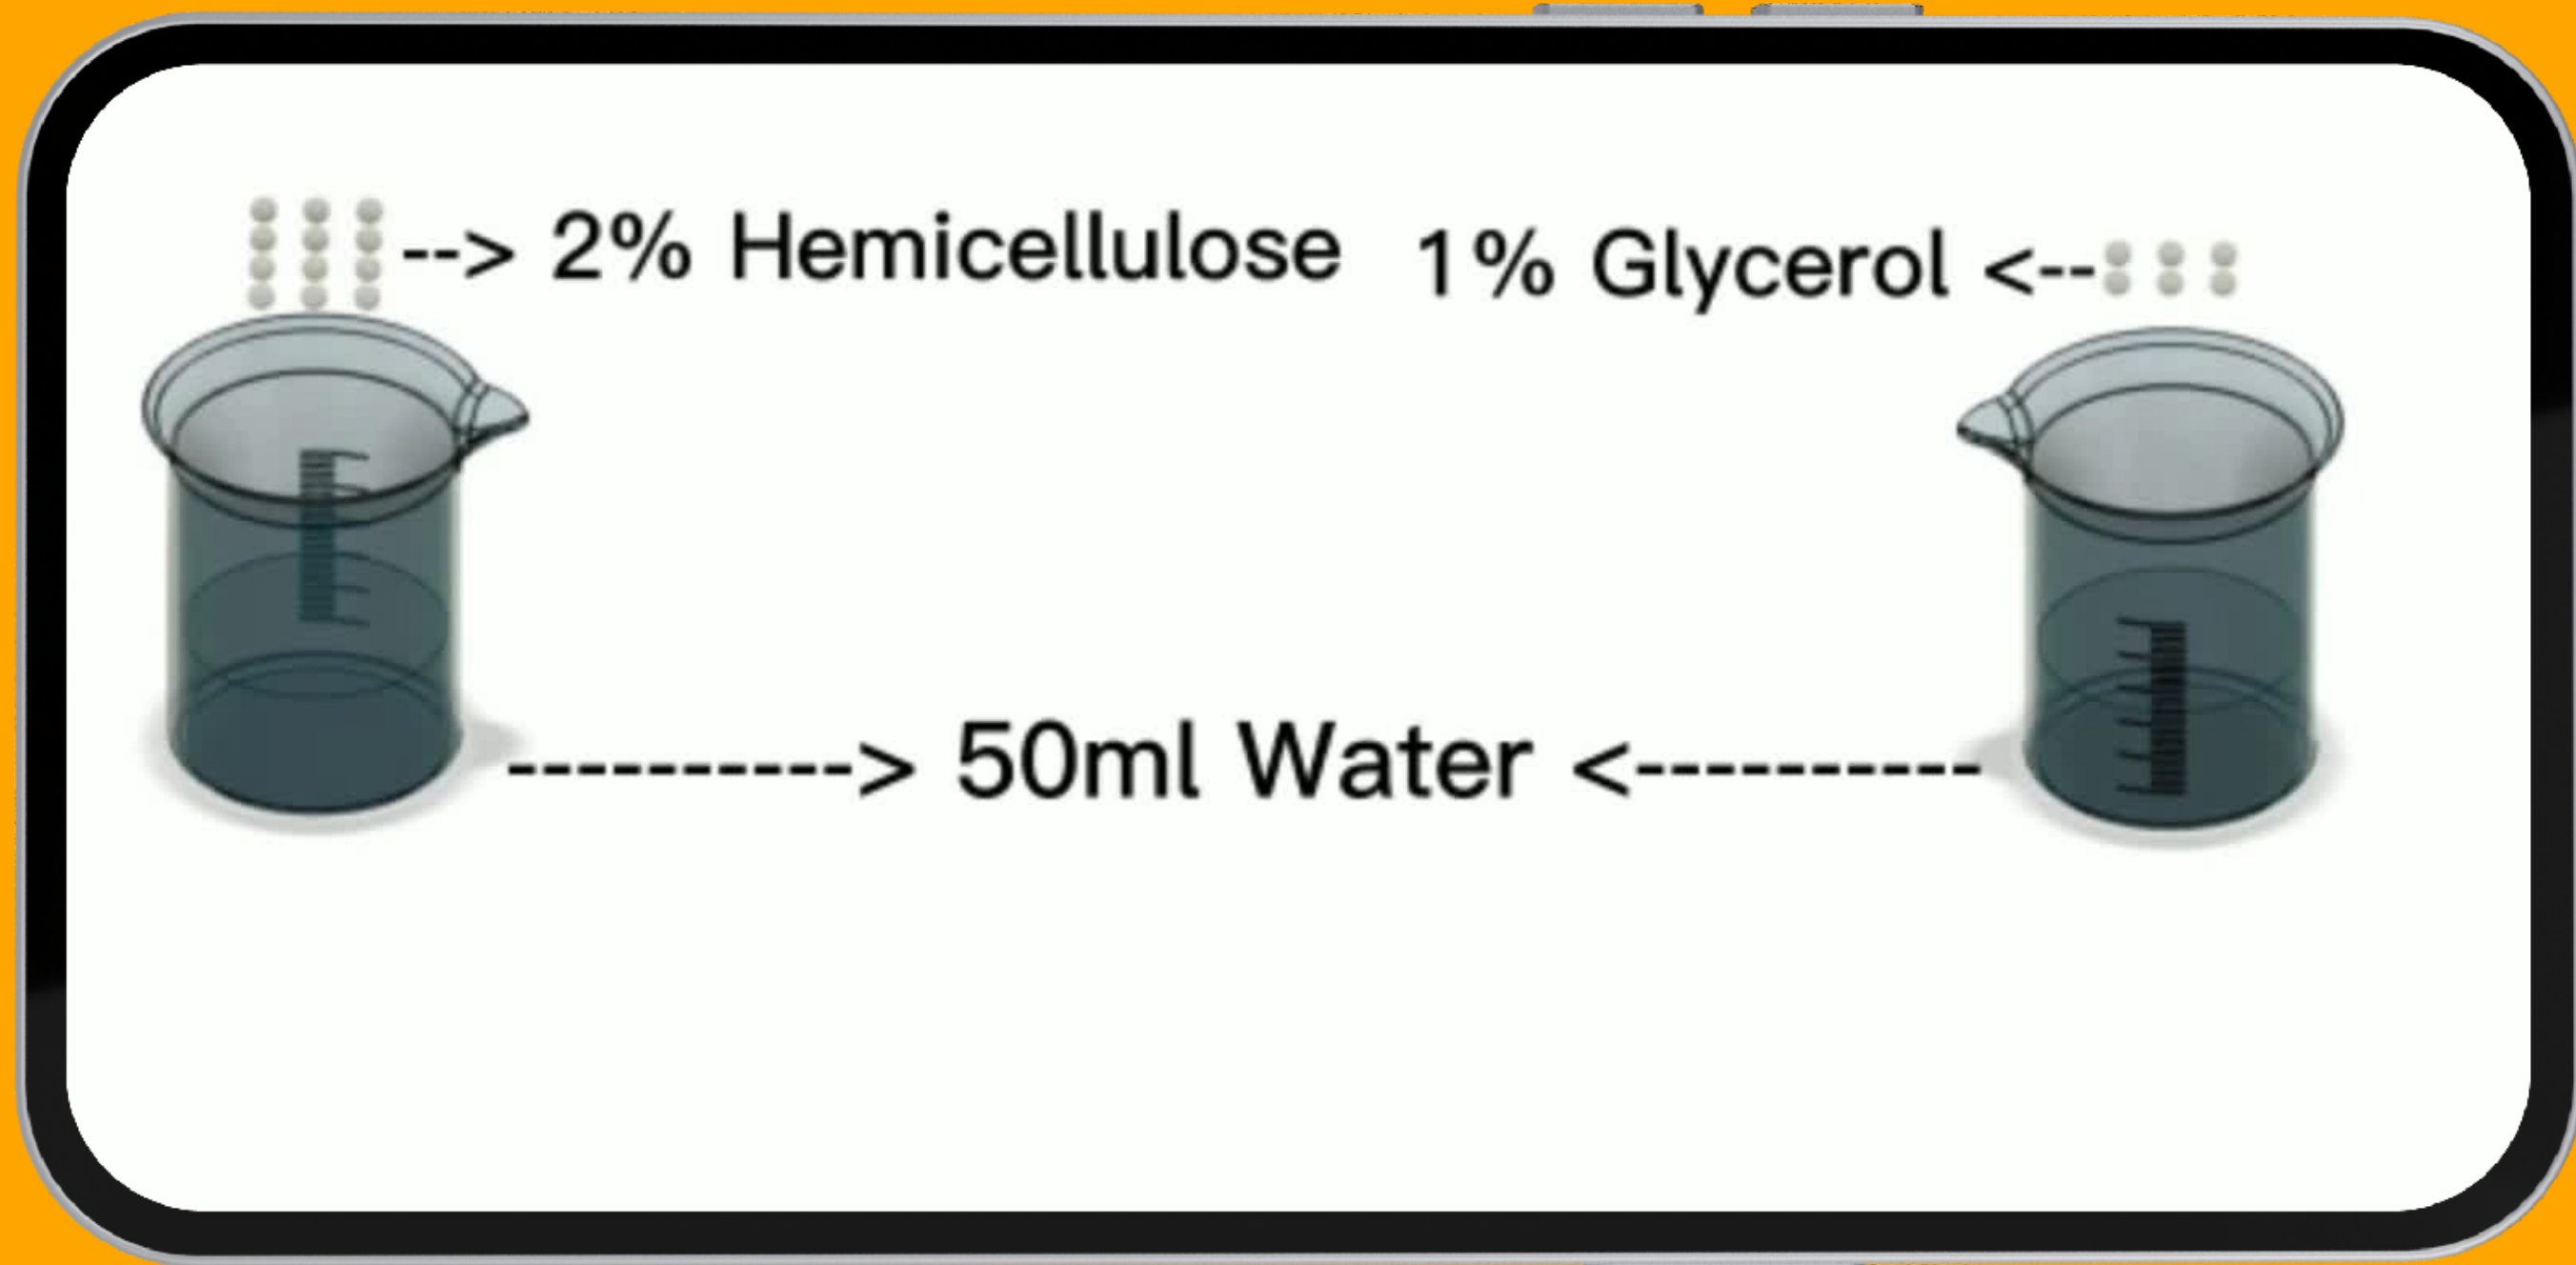 --> 2% Hemicellulose
1% Glycerol <--
----------> 50ml Water <----------